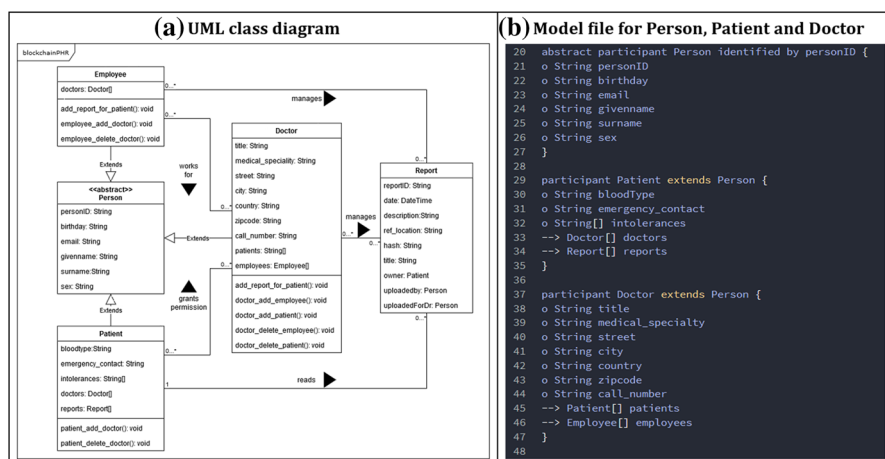 (a) UML class diagram
blockchainPHR
Employee
doctors: Doctor[]
add_report_for_patient(): void
employee_add_doctor(): void
employee_delete_doctor(): void
0...*
manages
0...*
Extends
works
for
0...*
<<abstract>>
Person
personID: String
birthday: String
email: String
givenname: String
surname:String
sex: String
Doctor
title: String
medical_speciality: String
street: String
city: String
country: String
zipcode: String
call_number: String
patients: String[]
employees: Employee[]
add_report_for_patient(): void
doctor_add_employee(): void
doctor_add_patient(): void
doctor_delete_employee(): void
doctor_delete_patient(): void
0...*
Extends
0...*
manages
0...*
0...*
Report
reportID: String
date: DateTime
description:String
ref_location: String
hash: String
title: String
owner: Patient
uploadedby: Person
uploadedForDr: Person
0...*
grants
permission
Extends
Patient
bloodtype:String
emergency_contact: String
intolerances: String[]
doctors: Doctor[]
reports: Report[]
patient_add_doctor(): void
patient_delete_doctor(): void
0...*
1
reads
(b) Model file for Person, Patient and Doctor
20 abstract participant Person identified by personID {
21 o String personID
22 o String birthday
23 o String email
24 o String givenname
25 o String surname
26 o String sex
27 }
28
29 participant Patient extends Person {
30 o String bloodType
31 o String emergency_contact
32 o String[] intolerances
33 --> Doctor[] doctors
34 --> Report[] reports
35 }
36
37 participant Doctor extends Person {
38 o String title
39 o String medical_specialty
40 o String street
41 o String city
42 o String country
43 o String zipcode
44 o String call_number
45 --> Patient[] patients
46 --> Employee[] employees
47 }
48